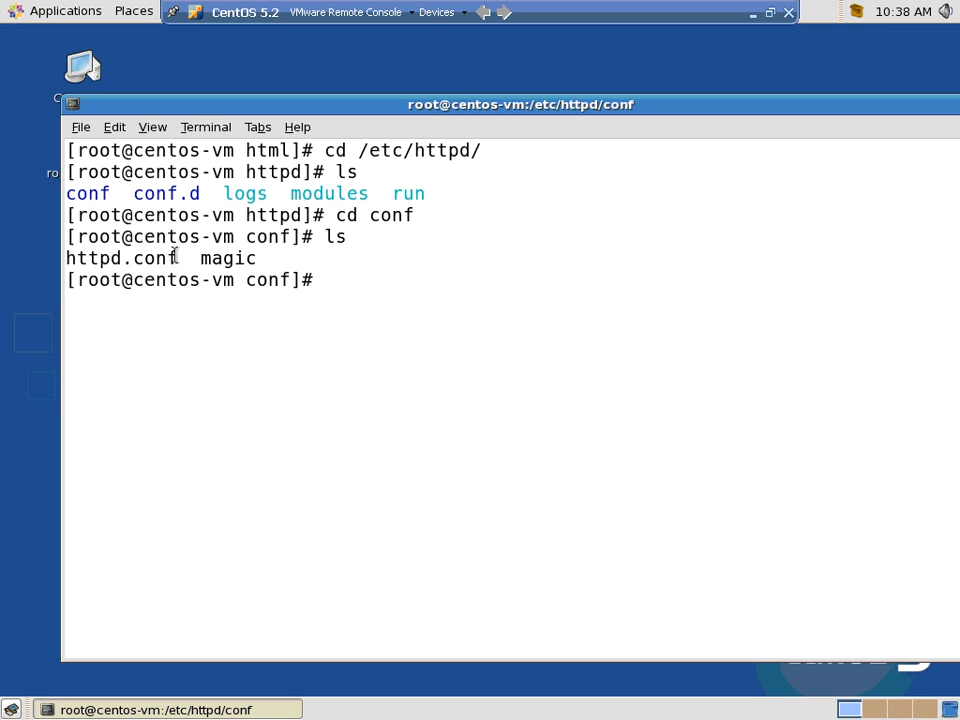 Applications Places CentOS 5.2 VMware Remote Console Devices 10:38 AM
root@centos-vm:/etc/httpd/conf
File Edit View Terminal Tabs Help
[root@centos-vm html]# cd /etc/httpd/
[root@centos-vm httpd]# ls
conf conf.d logs modules run
[root@centos-vm httpd]# cd conf
[root@centos-vm conf]# ls
httpd.conf magic
[root@centos-vm conf]#
root@centos-vm:/etc/httpd/conf